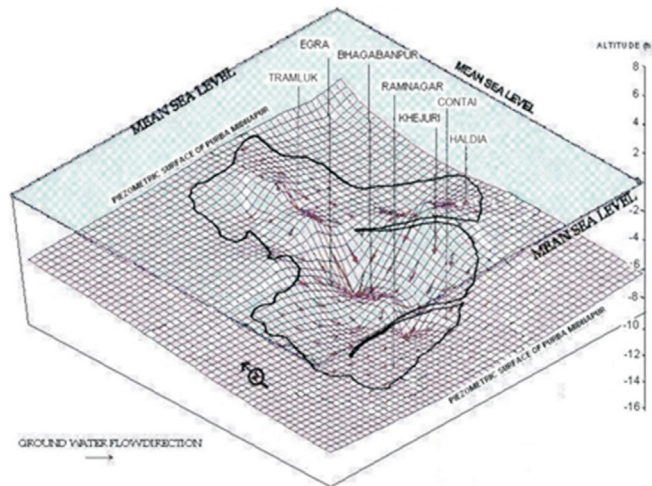 EGRA
BHAGABANPUR
TRAMLUK
RAMNAGAR
CONTAI
KHEJURI
HALDIA
ALTITUDE (m
MEAN SEA LEVEL
MEAN SEA LEVEL
MEAN SEA LEVEL
PIEZOMETRIC SURFACE OF PURBA MIDNAPUR
PIEZOMETRIC SURFACE OF PURBA MIDNAPUR
8
6
4
2
0
-2
-4
-6
-8
-10
-12
-14
-16
GROUND WATER FLOW DIRECTION